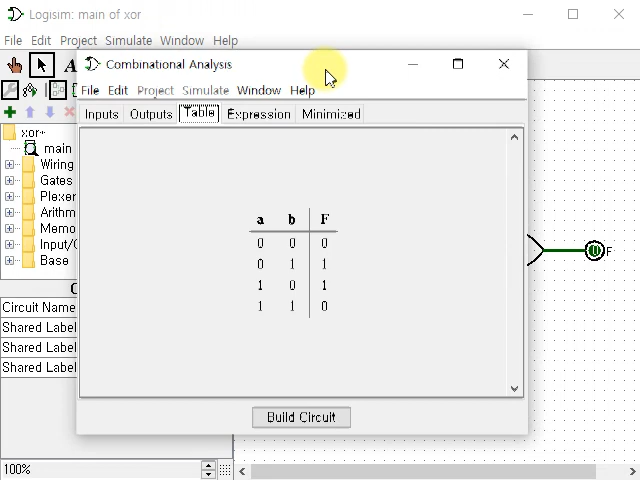 Logisim: main of xor
File Edit Project Simulate Window Help
Combinational Analysis
File Edit Project Simulate Window Help
Inputs Outputs Table Expression Minimized
xor*
main
Wiring
Gates
Plexer
Arithm
Memo
Input/
Base
Circuit Name
Shared Label
Shared Label
Shared Label
a b F
0 0 0
0 1 1
1 0 1
1 1 0
F
Build Circuit
100%